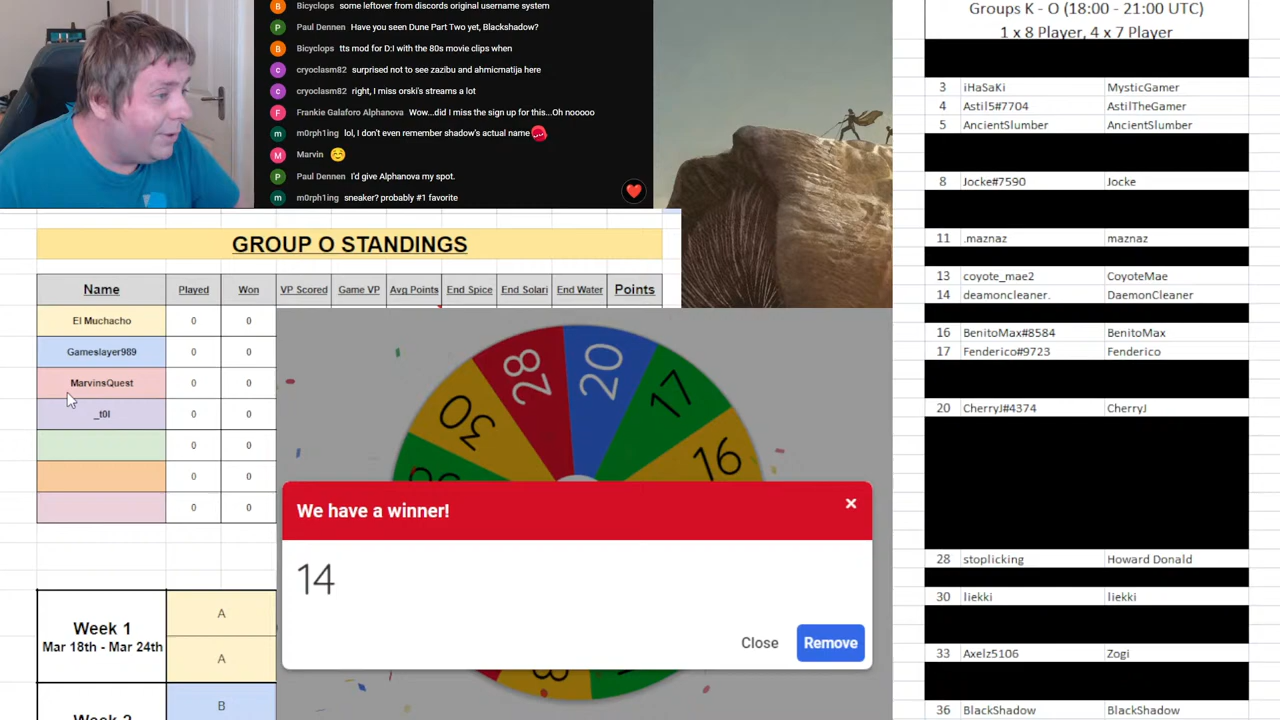 Bicyclops some leftover from discords original username system
Paul Dennen Have you seen Dune Part Two yet, Blackshadow?
Bicyclops tts mod for D:I with the 80s movie clips when
cryoclasm82 surprised not to see zazibu and ahmicmatija here
cryoclasm82 right, I miss orski's streams a lot
Frankie Galaforo Alphanova Wow...did I miss the sign up for this...Oh nooooo
m0rph1ing lol, I don't even remember shadow's actual name
Marvin
Paul Dennen I'd give Alphanova my spot.
m0rph1ing sneaker? probably #1 favorite
GROUP O STANDINGS
Name Played Won VP Scored Game VP Avg Points End Spice End Solari End Water Points
El Muchacho 0 0
Gameslayer989 0 0
MarvinsQuest 0 0
_t0l 0 0
0 0
0 0
0 0
Week 1
Mar 18th - Mar 24th
A
A
B
30
28
20
17
16
We have a winner!
×
14
Close
Remove
Groups K - O (18:00 - 21:00 UTC)
1 x 8 Player, 4 x 7 Player
3 iHaSaKi MysticGamer
4 Astil5#7704 AstilTheGamer
5 AncientSlumber AncientSlumber
8 Jocke#7590 Jocke
11 .maznaz maznaz
13 coyote_mae2 CoyoteMae
14 deamoncleaner. DaemonCleaner
16 BenitoMax#8584 BenitoMax
17 Fenderico#9723 Fenderico
20 CherryJ#4374 CherryJ
28 stoplicking Howard Donald
30 liekki liekki
33 Axelz5106 Zogi
36 BlackShadow BlackShadow